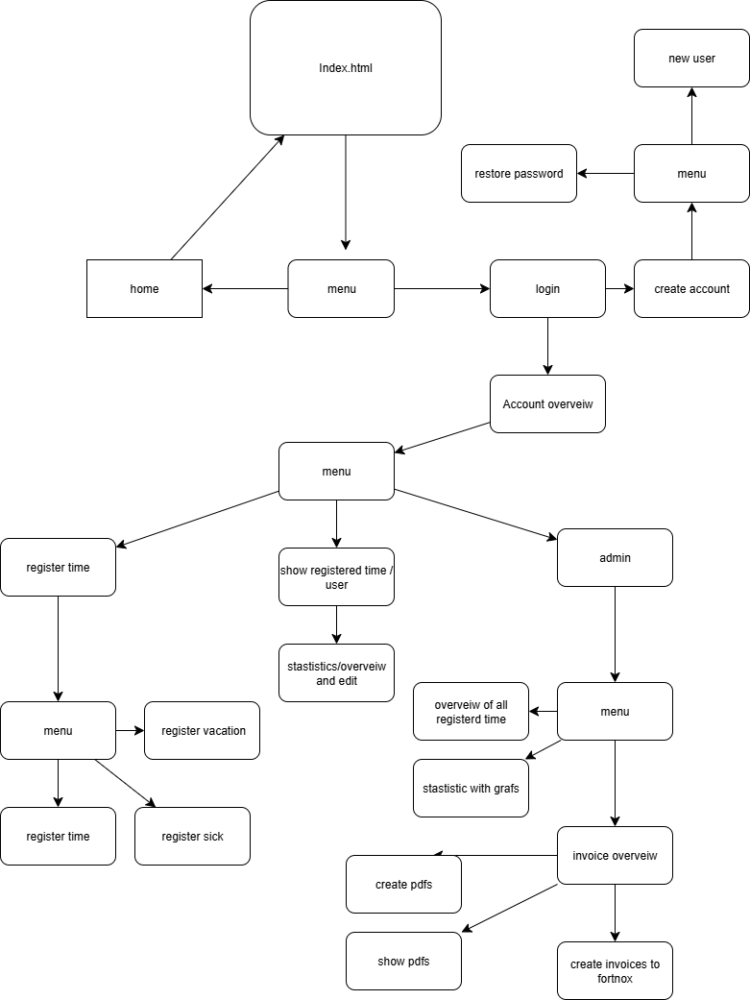 Index.html
new user
restore password
menu
home
menu
login
create account
Account overveiw
menu
register time
show registered time /
user
admin
stastistics/overveiw
and edit
menu
register vacation
overveiw of all
registerd time
menu
stastistic with grafs
register time
register sick
invoice overveiw
create pdfs
show pdfs
create invoices to
fortnox